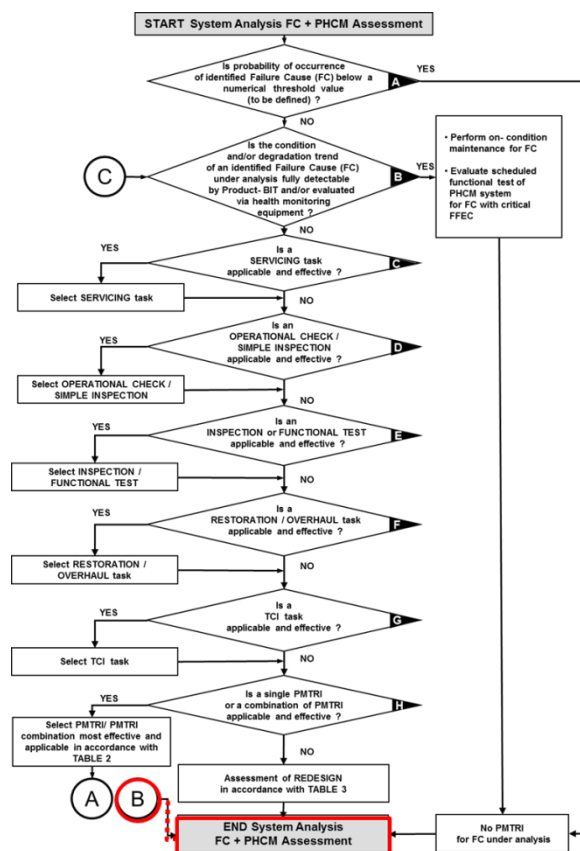 START System Analysis FC + PHCM Assessment
Is probability of occurrence
of identified Failure Cause (FC) below a
numerical threshold value
(to be defined) ?
A
YES
NO
C
Is the condition
and/or degradation trend
of an identified Failure Cause (FC)
under analysis fully detectable
by Product- BIT and/or evaluated
via health monitoring
equipment ?
B
YES
• Perform on- condition
maintenance for FC
• Evaluate scheduled
functional test of
PHCM system
for FC with critical
FFEC
NO
Is a
SERVICING task
applicable and effective ?
C
YES
Select SERVICING task
NO
Is an
OPERATIONAL CHECK /
SIMPLE INSPECTION
applicable and effective ?
D
YES
Select OPERATIONAL CHECK /
SIMPLE INSPECTION
NO
Is an
INSPECTION or FUNCTIONAL TEST
applicable and effective ?
E
YES
Select INSPECTION /
FUNCTIONAL TEST
NO
Is a
RESTORATION / OVERHAUL task
applicable and effective ?
F
YES
Select RESTORATION /
OVERHAUL task
NO
Is a
TCI task
applicable and effective ?
G
YES
Select TCI task
NO
Is a single PMTRI
or a combination of PMTRI
applicable and effective ?
H
YES
Select PMTRI/ PMTRI
combination most effective and
applicable in accordance with
TABLE 2
NO
Assessment of REDESIGN
in accordance with TABLE 3
A
B
END System Analysis
FC + PHCM Assessment
No PMTRI
for FC under analysis